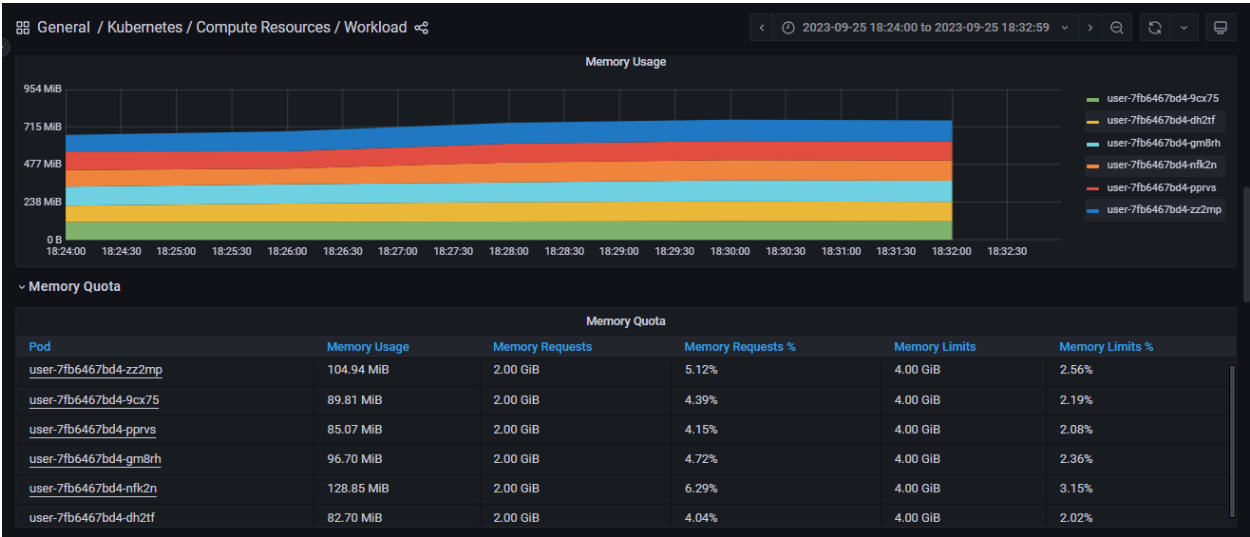 General / Kubernetes / Compute Resources / Workload
2023-09-25 18:24:00 to 2023-09-25 18:32:59
Memory Usage
954 MiB
715 MiB
477 MiB
238 MiB
0 B
18:24:00 18:24:30 18:25:00 18:25:30 18:26:00 18:26:30 18:27:00 18:27:30 18:28:00 18:28:30 18:29:00 18:29:30 18:30:00 18:30:30 18:31:00 18:31:30 18:32:00 18:32:30
user-7fb6467bd4-9cx75
user-7fb6467bd4-dh2tf
user-7fb6467bd4-gm8rh
user-7fb6467bd4-nfk2n
user-7fb6467bd4-pprvs
user-7fb6467bd4-zz2mp
Memory Quota
Memory Quota
Pod Memory Usage Memory Requests Memory Requests % Memory Limits Memory Limits %
user-7fb6467bd4-zz2mp 104.94 MiB 2.00 GiB 5.12% 4.00 GiB 2.56%
user-7fb6467bd4-9cx75 89.81 MiB 2.00 GiB 4.39% 4.00 GiB 2.19%
user-7fb6467bd4-pprvs 85.07 MiB 2.00 GiB 4.15% 4.00 GiB 2.08%
user-7fb6467bd4-gm8rh 96.70 MiB 2.00 GiB 4.72% 4.00 GiB 2.36%
user-7fb6467bd4-nfk2n 128.85 MiB 2.00 GiB 6.29% 4.00 GiB 3.15%
user-7fb6467bd4-dh2tf 82.70 MiB 2.00 GiB 4.04% 4.00 GiB 2.02%